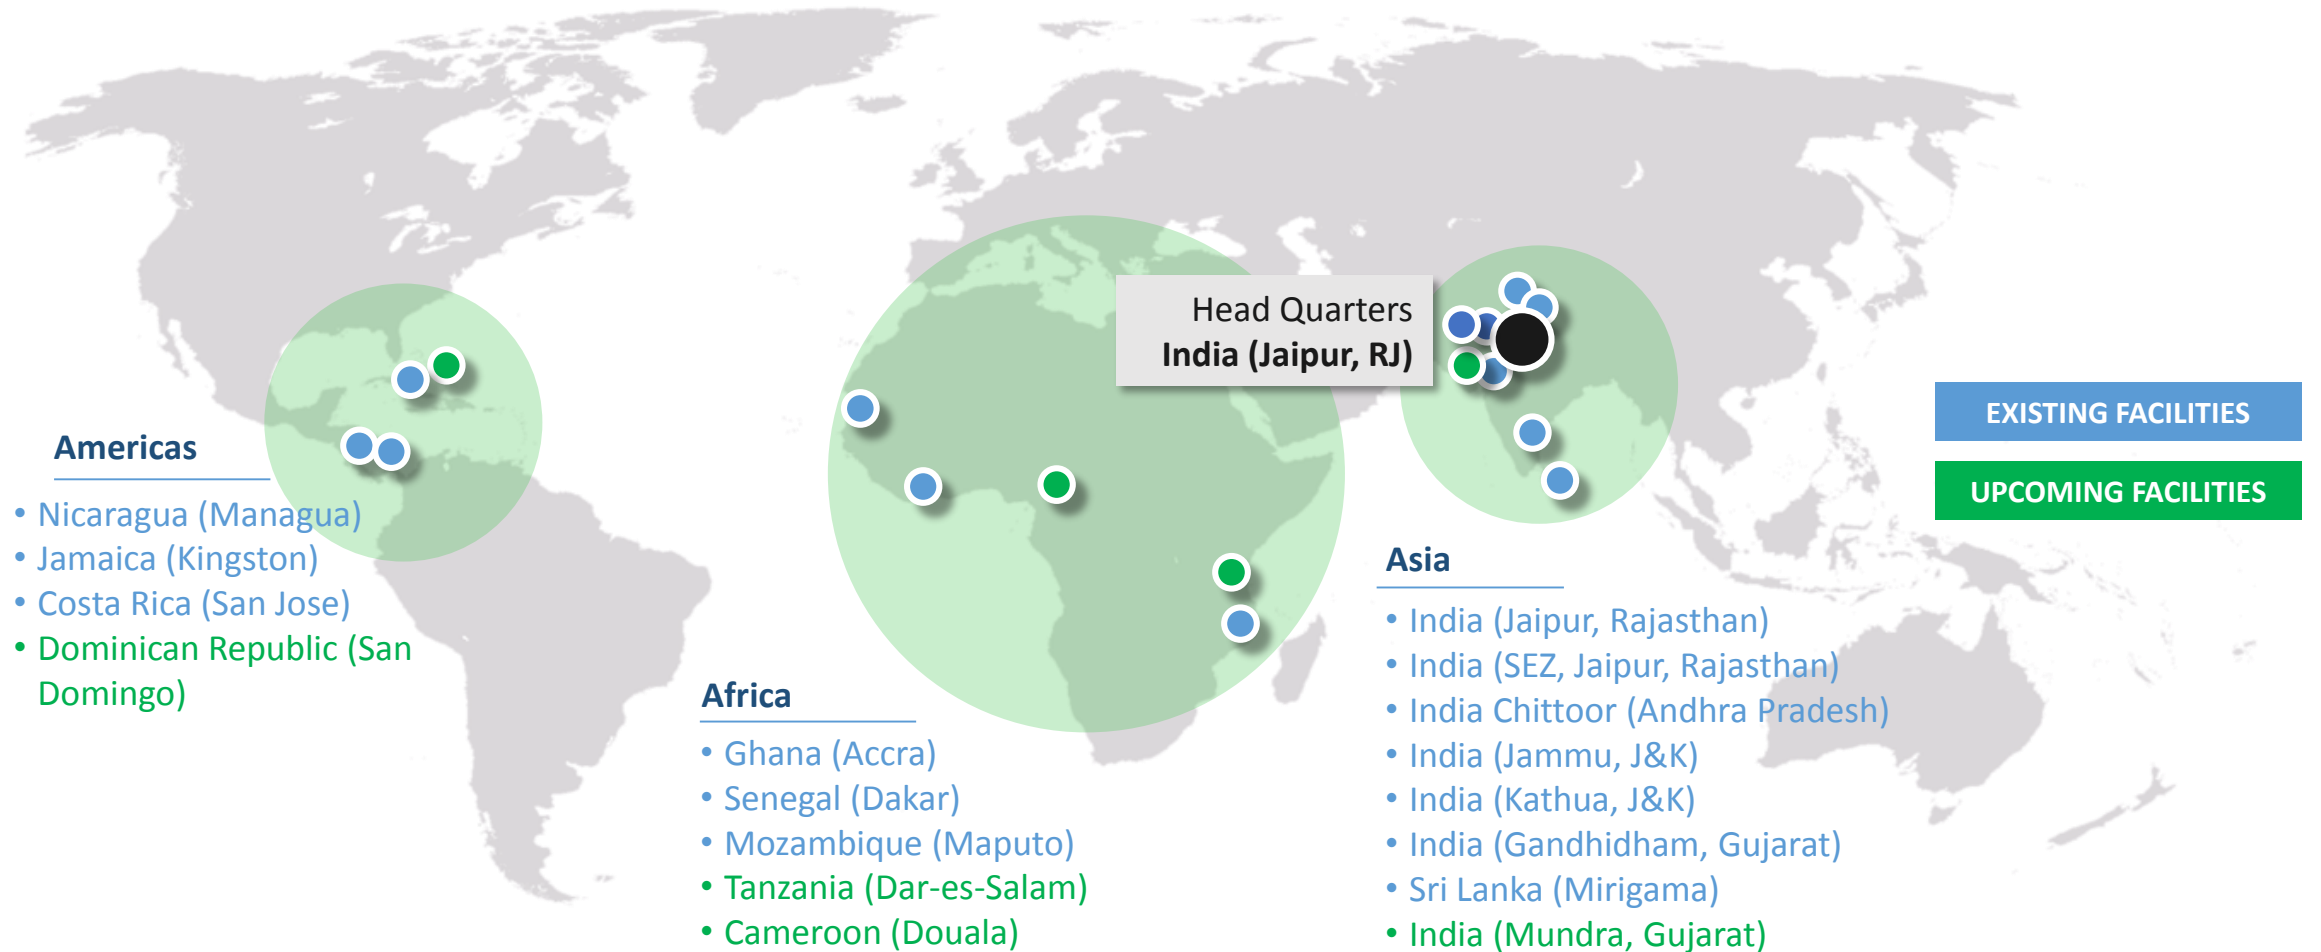 Head Quarters
India (Jaipur, RJ)
EXISTING FACILITIES
UPCOMING FACILITIES
Americas
• Nicaragua (Managua)
• Jamaica (Kingston)
• Costa Rica (San Jose)
• Dominican Republic (San
Domingo)
Africa
• Ghana (Accra)
• Senegal (Dakar)
• Mozambique (Maputo)
• Tanzania (Dar-es-Salam)
• Cameroon (Douala)
Asia
• India (Jaipur, Rajasthan)
• India (SEZ, Jaipur, Rajasthan)
• India Chittoor (Andhra Pradesh)
• India (Jammu, J&K)
• India (Kathua, J&K)
• India (Gandhidham, Gujarat)
• Sri Lanka (Mirigama)
• India (Mundra, Gujarat)